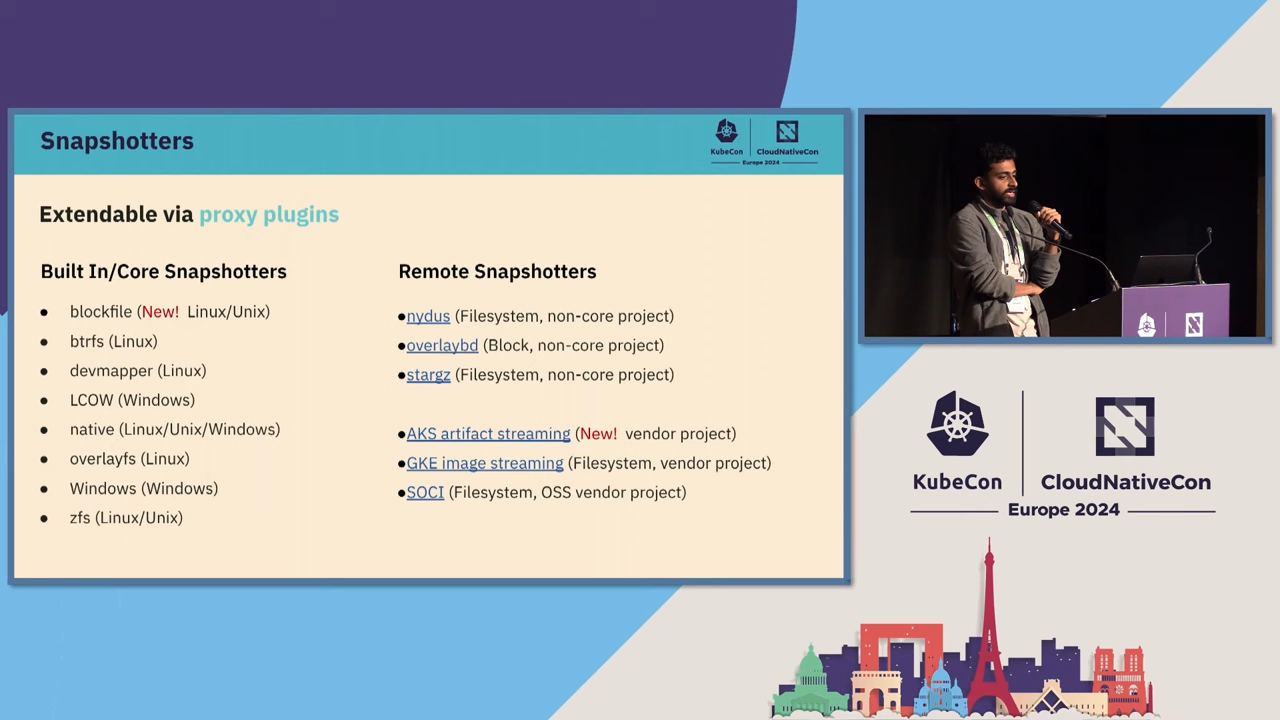 Snapshotters
KubeCon
CloudNativeCon
Europe 2024
Extendable via proxy plugins
Built In/Core Snapshotters
● blockfile (New! Linux/Unix)
● btrfs (Linux)
● devmapper (Linux)
● LCOW (Windows)
● native (Linux/Unix/Windows)
● overlayfs (Linux)
● Windows (Windows)
● zfs (Linux/Unix)
Remote Snapshotters
●nydus (Filesystem, non-core project)
●overlaybd (Block, non-core project)
●stargz (Filesystem, non-core project)
●AKS artifact streaming (New! vendor project)
●GKE image streaming (Filesystem, vendor project)
●SOCI (Filesystem, OSS vendor project)
KubeCon
CloudNativeCon
Europe 2024